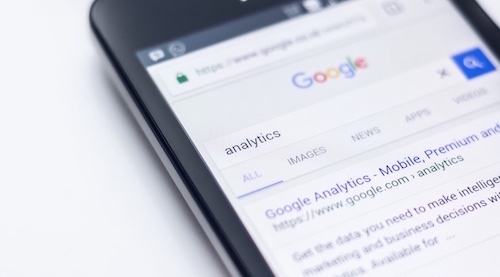 https://www.google.co.uk
Google
analytics
ALL IMAGES NEWS APPS VIDEOS
Google Analytics - Mobile, Premium and
https://www.google.com › analytics
Get the data you need to make intellige
marketing and business decisions w
Available for ...